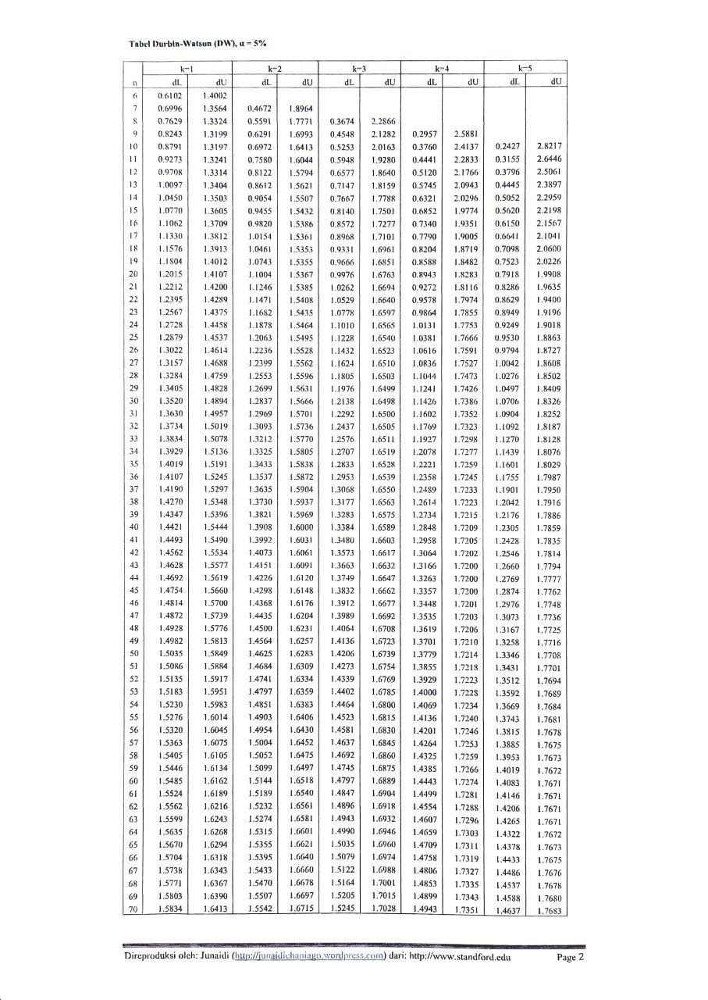 Tabel Durbin-Watson (DW), α = 5%
k=1 k=2 k=3 k=4 k=5
n dL dU dL dU dL dU dL dU dL dU
6 0.6102 1.4002
7 0.6996 1.3564 0.4672 1.8964
8 0.7629 1.3324 0.5591 1.7771 0.3674 2.2866
9 0.8243 1.3199 0.6291 1.6993 0.4548 2.1282 0.2957 2.5881
10 0.8791 1.3197 0.6972 1.6413 0.5253 2.0163 0.3760 2.4137 0.2427 2.8217
11 0.9273 1.3241 0.7580 1.6044 0.5948 1.9280 0.4441 2.2833 0.3155 2.6446
12 0.9708 1.3314 0.8122 1.5794 0.6577 1.8640 0.5120 2.1766 0.3796 2.5061
13 1.0097 1.3404 0.8612 1.5621 0.7147 1.8159 0.5745 2.0943 0.4445 2.3897
14 1.0450 1.3503 0.9054 1.5507 0.7667 1.7788 0.6321 2.0296 0.5052 2.2959
15 1.0770 1.3605 0.9455 1.5432 0.8140 1.7501 0.6852 1.9774 0.5620 2.2198
16 1.1062 1.3709 0.9820 1.5386 0.8572 1.7277 0.7340 1.9351 0.6150 2.1567
17 1.1330 1.3812 1.0154 1.5361 0.8968 1.7101 0.7790 1.9005 0.6641 2.1041
18 1.1576 1.3913 1.0461 1.5353 0.9331 1.6961 0.8204 1.8719 0.7098 2.0600
19 1.1804 1.4012 1.0743 1.5355 0.9666 1.6851 0.8588 1.8482 0.7523 2.0226
20 1.2015 1.4107 1.1004 1.5367 0.9976 1.6763 0.8943 1.8283 0.7918 1.9908
21 1.2212 1.4200 1.1246 1.5385 1.0262 1.6694 0.9272 1.8116 0.8286 1.9635
22 1.2395 1.4289 1.1471 1.5408 1.0529 1.6640 0.9578 1.7974 0.8629 1.9400
23 1.2567 1.4375 1.1682 1.5435 1.0778 1.6597 0.9864 1.7855 0.8949 1.9196
24 1.2728 1.4458 1.1878 1.5464 1.1010 1.6565 1.0131 1.7753 0.9249 1.9018
25 1.2879 1.4537 1.2063 1.5495 1.1228 1.6540 1.0381 1.7666 0.9530 1.8863
26 1.3022 1.4614 1.2236 1.5528 1.1432 1.6523 1.0616 1.7591 0.9794 1.8727
27 1.3157 1.4688 1.2399 1.5562 1.1624 1.6510 1.0836 1.7527 1.0042 1.8608
28 1.3284 1.4759 1.2553 1.5596 1.1805 1.6503 1.1044 1.7473 1.0276 1.8502
29 1.3405 1.4828 1.2699 1.5631 1.1976 1.6499 1.1241 1.7426 1.0497 1.8409
30 1.3520 1.4894 1.2837 1.5666 1.2138 1.6498 1.1426 1.7386 1.0706 1.8326
31 1.3630 1.4957 1.2969 1.5701 1.2292 1.6500 1.1602 1.7352 1.0904 1.8252
32 1.3734 1.5019 1.3093 1.5736 1.2437 1.6505 1.1769 1.7323 1.1092 1.8187
33 1.3834 1.5078 1.3212 1.5770 1.2576 1.6511 1.1927 1.7298 1.1270 1.8128
34 1.3929 1.5136 1.3325 1.5805 1.2707 1.6519 1.2078 1.7277 1.1439 1.8076
35 1.4019 1.5191 1.3433 1.5838 1.2833 1.6528 1.2221 1.7259 1.1601 1.8029
36 1.4107 1.5245 1.3537 1.5872 1.2953 1.6539 1.2358 1.7245 1.1755 1.7987
37 1.4190 1.5297 1.3635 1.5904 1.3068 1.6550 1.2489 1.7233 1.1901 1.7950
38 1.4270 1.5348 1.3730 1.5937 1.3177 1.6563 1.2614 1.7223 1.2042 1.7916
39 1.4347 1.5396 1.3821 1.5969 1.3283 1.6575 1.2734 1.7215 1.2176 1.7886
40 1.4421 1.5444 1.3908 1.6000 1.3384 1.6589 1.2848 1.7209 1.2305 1.7859
41 1.4493 1.5490 1.3992 1.6031 1.3480 1.6603 1.2958 1.7205 1.2428 1.7835
42 1.4562 1.5534 1.4073 1.6061 1.3573 1.6617 1.3064 1.7202 1.2546 1.7814
43 1.4628 1.5577 1.4151 1.6091 1.3663 1.6632 1.3166 1.7200 1.2660 1.7794
44 1.4692 1.5619 1.4226 1.6120 1.3749 1.6647 1.3263 1.7200 1.2769 1.7777
45 1.4754 1.5660 1.4298 1.6148 1.3832 1.6662 1.3357 1.7200 1.2874 1.7762
46 1.4814 1.5700 1.4368 1.6176 1.3912 1.6677 1.3448 1.7201 1.2976 1.7748
47 1.4872 1.5739 1.4435 1.6204 1.3989 1.6692 1.3535 1.7203 1.3073 1.7736
48 1.4928 1.5776 1.4500 1.6231 1.4064 1.6708 1.3619 1.7206 1.3167 1.7725
49 1.4982 1.5813 1.4564 1.6257 1.4136 1.6723 1.3701 1.7210 1.3258 1.7716
50 1.5035 1.5849 1.4625 1.6283 1.4206 1.6739 1.3779 1.7214 1.3346 1.7708
51 1.5086 1.5884 1.4684 1.6309 1.4273 1.6754 1.3855 1.7218 1.3431 1.7701
52 1.5135 1.5917 1.4741 1.6334 1.4339 1.6769 1.3929 1.7223 1.3512 1.7694
53 1.5183 1.5951 1.4797 1.6359 1.4402 1.6785 1.4000 1.7228 1.3592 1.7689
54 1.5230 1.5983 1.4851 1.6383 1.4464 1.6800 1.4069 1.7234 1.3669 1.7684
55 1.5276 1.6014 1.4903 1.6406 1.4523 1.6815 1.4136 1.7240 1.3743 1.7681
56 1.5320 1.6045 1.4954 1.6430 1.4581 1.6830 1.4201 1.7246 1.3815 1.7678
57 1.5363 1.6075 1.5004 1.6452 1.4637 1.6845 1.4264 1.7253 1.3885 1.7675
58 1.5405 1.6105 1.5052 1.6475 1.4692 1.6860 1.4325 1.7259 1.3953 1.7673
59 1.5446 1.6134 1.5099 1.6497 1.4745 1.6875 1.4385 1.7266 1.4019 1.7672
60 1.5485 1.6162 1.5144 1.6518 1.4797 1.6889 1.4443 1.7274 1.4083 1.7671
61 1.5524 1.6189 1.5189 1.6540 1.4847 1.6904 1.4499 1.7281 1.4146 1.7671
62 1.5562 1.6216 1.5232 1.6561 1.4896 1.6918 1.4554 1.7288 1.4206 1.7671
63 1.5599 1.6243 1.5274 1.6581 1.4943 1.6932 1.4607 1.7296 1.4265 1.7671
64 1.5635 1.6268 1.5315 1.6601 1.4990 1.6946 1.4659 1.7303 1.4322 1.7672
65 1.5670 1.6294 1.5355 1.6621 1.5035 1.6960 1.4709 1.7311 1.4378 1.7673
66 1.5704 1.6318 1.5395 1.6640 1.5079 1.6974 1.4758 1.7319 1.4433 1.7675
67 1.5738 1.6343 1.5433 1.6660 1.5122 1.6988 1.4806 1.7327 1.4486 1.7676
68 1.5771 1.6367 1.5470 1.6678 1.5164 1.7001 1.4853 1.7335 1.4537 1.7678
69 1.5803 1.6390 1.5507 1.6697 1.5205 1.7015 1.4899 1.7343 1.4588 1.7680
70 1.5834 1.6413 1.5542 1.6715 1.5245 1.7028 1.4943 1.7351 1.4637 1.7683
Direproduksi oleh: Junaidi (http://junaidichaniago.wordpress.com) dari: http://www.standford.edu Page 2